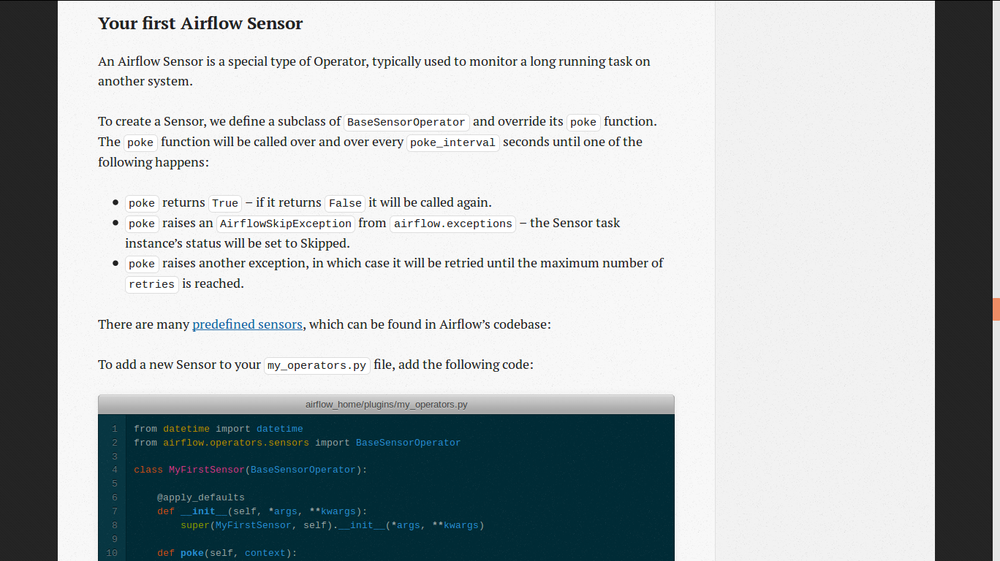 Your first Airflow Sensor
An Airflow Sensor is a special type of Operator, typically used to monitor a long running task on
another system.
To create a Sensor, we define a subclass of BaseSensorOperator and override its poke function.
The poke function will be called over and over every poke_interval seconds until one of the
following happens:
• poke returns True – if it returns False it will be called again.
• poke raises an AirflowSkipException from airflow.exceptions – the Sensor task
instance’s status will be set to Skipped.
• poke raises another exception, in which case it will be retried until the maximum number of
retries is reached.
There are many predefined sensors, which can be found in Airflow’s codebase:
To add a new Sensor to your my_operators.py file, add the following code:
airflow_home/plugins/my_operators.py
1 from datetime import datetime
2 from airflow.operators.sensors import BaseSensorOperator
3
4 class MyFirstSensor(BaseSensorOperator):
5
6     @apply_defaults
7     def __init__(self, *args, **kwargs):
8         super(MyFirstSensor, self).__init__(*args, **kwargs)
9
10     def poke(self, context):